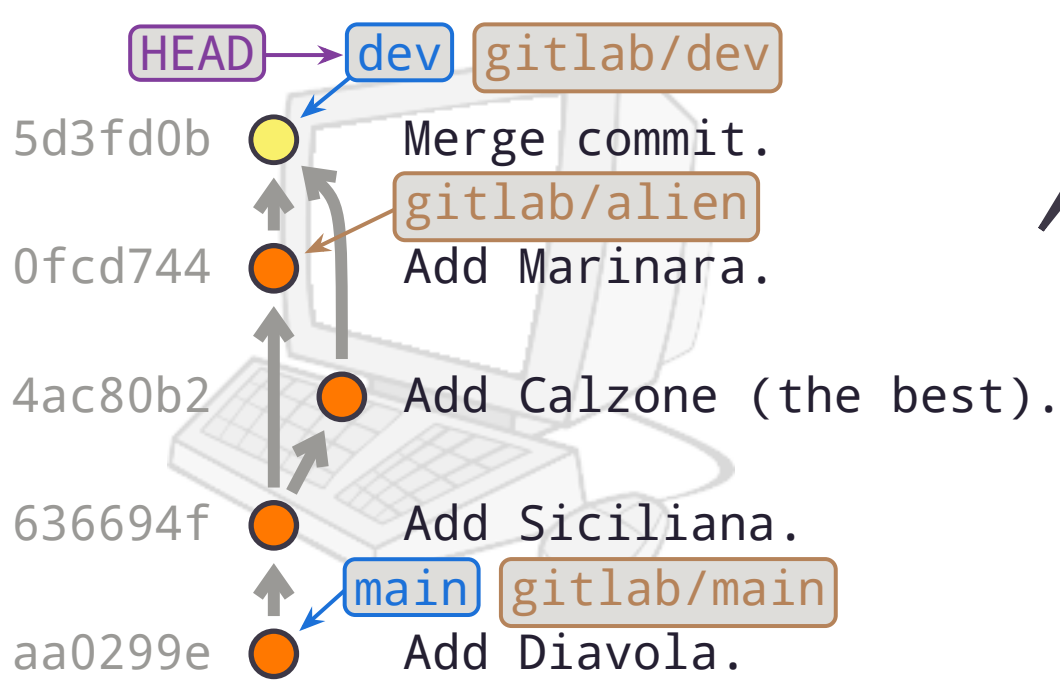 HEAD dev gitlab/dev
5d3fd0b Merge commit.
gitlab/alien
0fcd744 Add Marinara.
4ac80b2 Add Calzone (the best).
636694f Add Siciliana.
main gitlab/main
aa0299e Add Diavola.